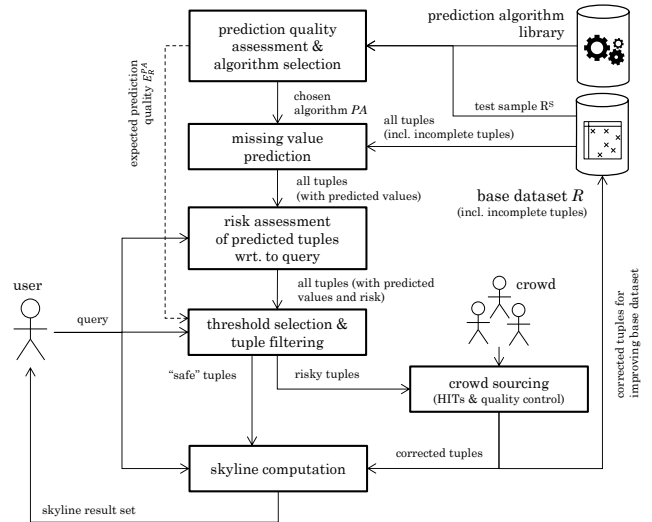 prediction quality
assessment &
algorithm selection
prediction algorithm
library
expected prediction
quality E_R^PA
chosen
algorithm PA
test sample R^S
all tuples
(incl. incomplete tuples)
missing value
prediction
all tuples
(with predicted values)
base dataset R
(incl. incomplete tuples)
risk assessment
of predicted tuples
wrt. to query
all tuples (with predicted
values and risk)
user
crowd
query
threshold selection &
tuple filtering
corrected tuples for
improving base dataset
“safe” tuples
risky tuples
crowd sourcing
(HITs & quality control)
corrected tuples
skyline computation
skyline result set